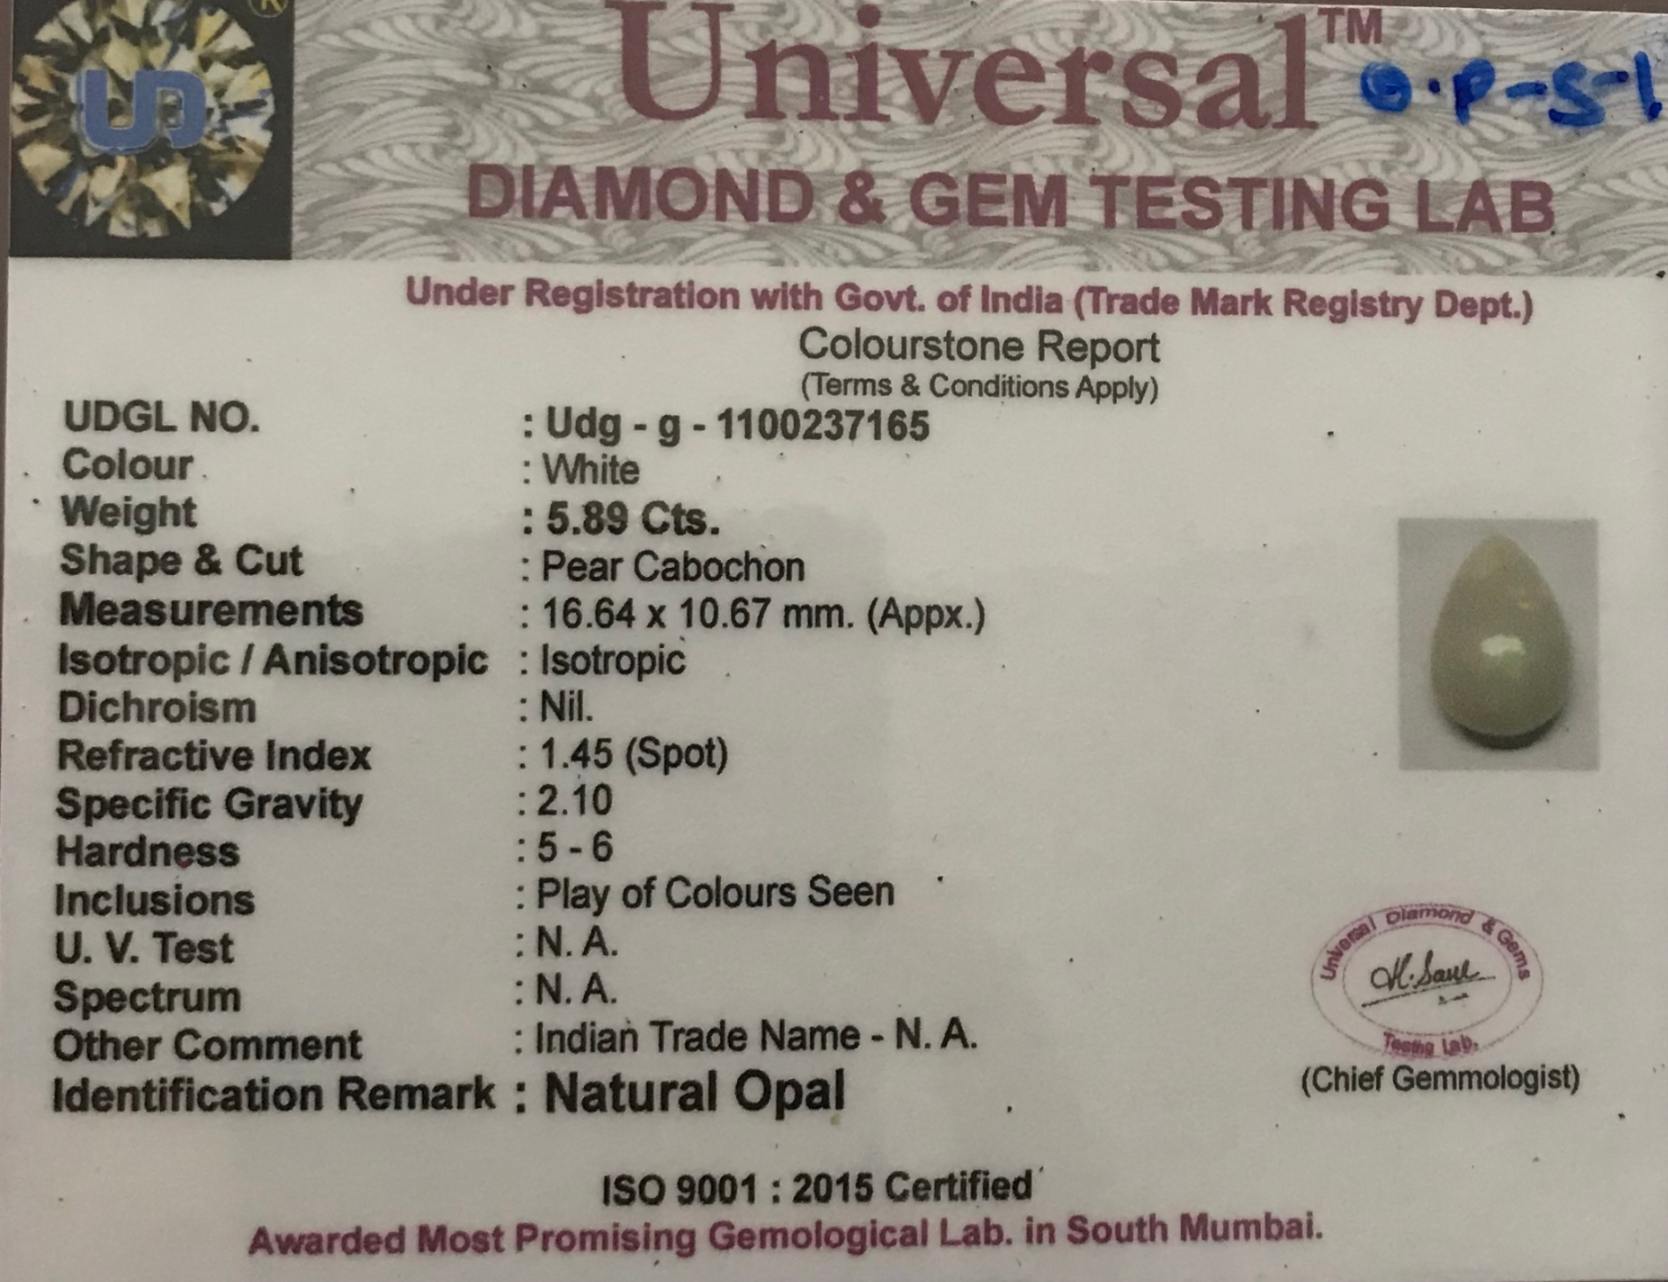 UD
R
Universal™
O.P-S-1
DIAMOND & GEM TESTING LAB
Under Registration with Govt. of India (Trade Mark Registry Dept.)
Colourstone Report
(Terms & Conditions Apply)
UDGL NO. : Udg - g - 1100237165
Colour : White
Weight : 5.89 Cts.
Shape & Cut : Pear Cabochon
Measurements : 16.64 x 10.67 mm. (Appx.)
Isotropic / Anisotropic : Isotropic
Dichroism : Nil.
Refractive Index : 1.45 (Spot)
Specific Gravity : 2.10
Hardness : 5 - 6
Inclusions : Play of Colours Seen
U. V. Test : N. A.
Spectrum : N. A.
Other Comment : Indian Trade Name - N. A.
Identification Remark : Natural Opal
Universal Diamond & Gems
Testing Lab.
(Chief Gemmologist)
ISO 9001 : 2015 Certified
Awarded Most Promising Gemological Lab. in South Mumbai.